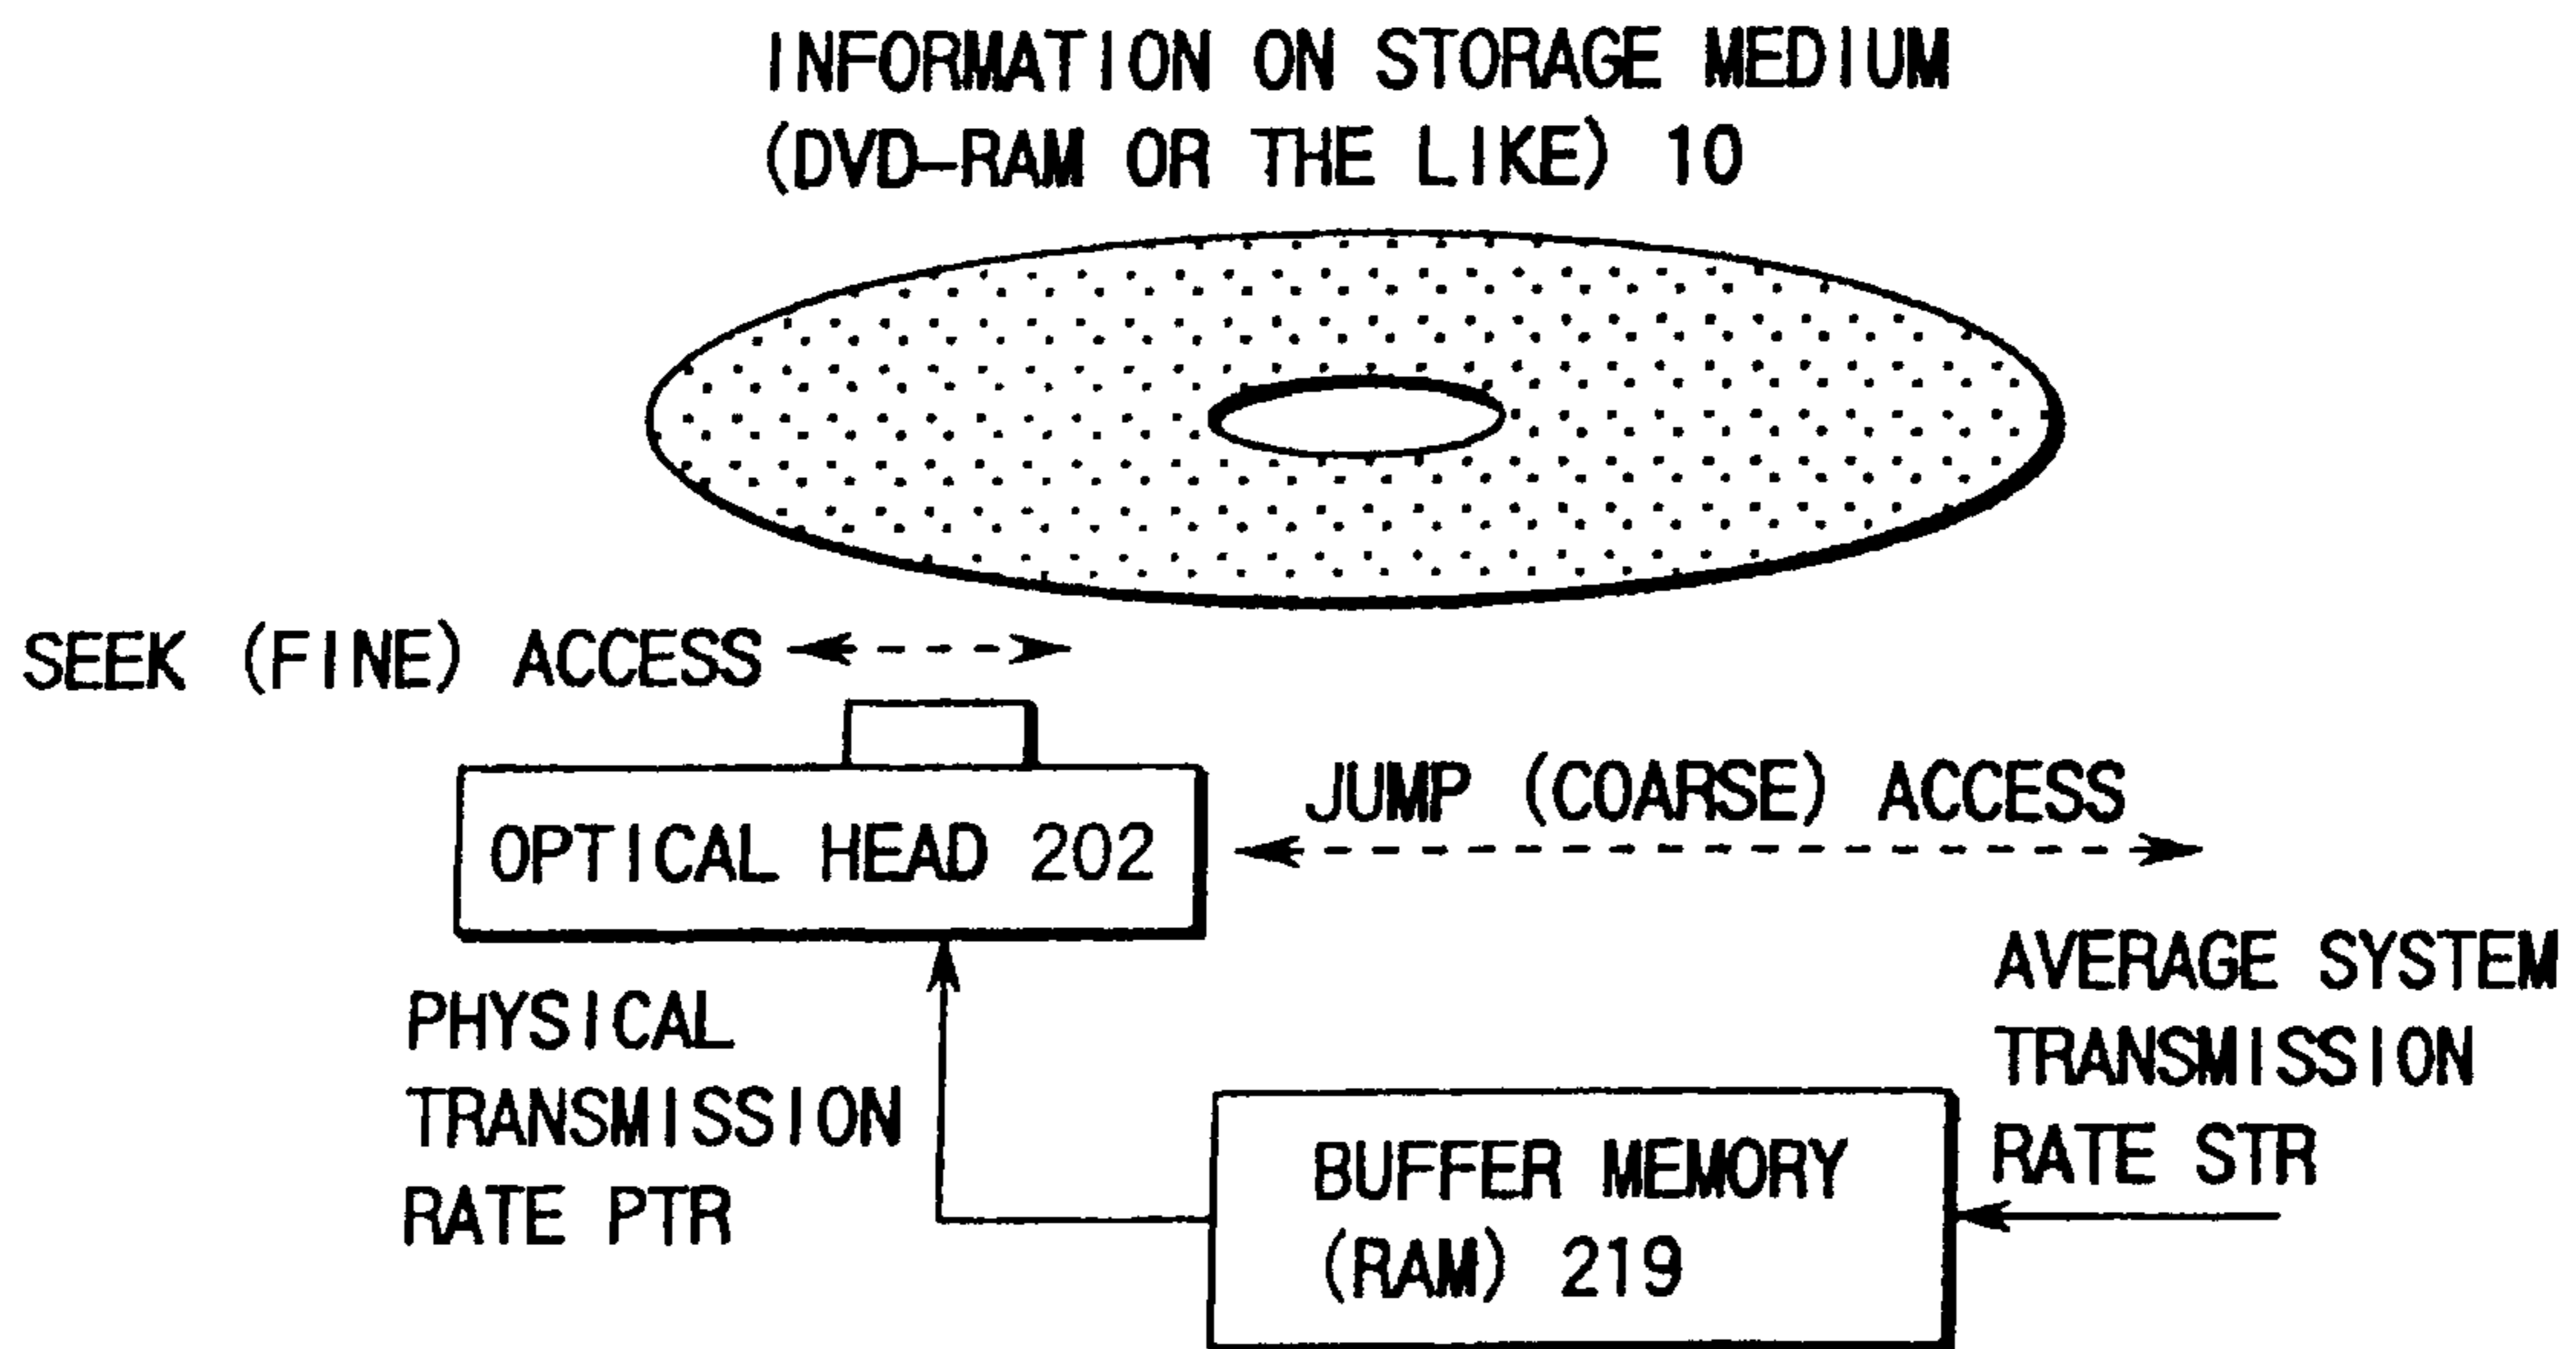 INFORMATION ON STORAGE MEDIUM
(DVD-RAM OR THE LIKE) 10
SEEK (FINE) ACCESS
JUMP (COARSE) ACCESS
OPTICAL HEAD 202
PHYSICAL
TRANSMISSION
RATE PTR
AVERAGE SYSTEM
TRANSMISSION
RATE STR
BUFFER MEMORY
(RAM) 219